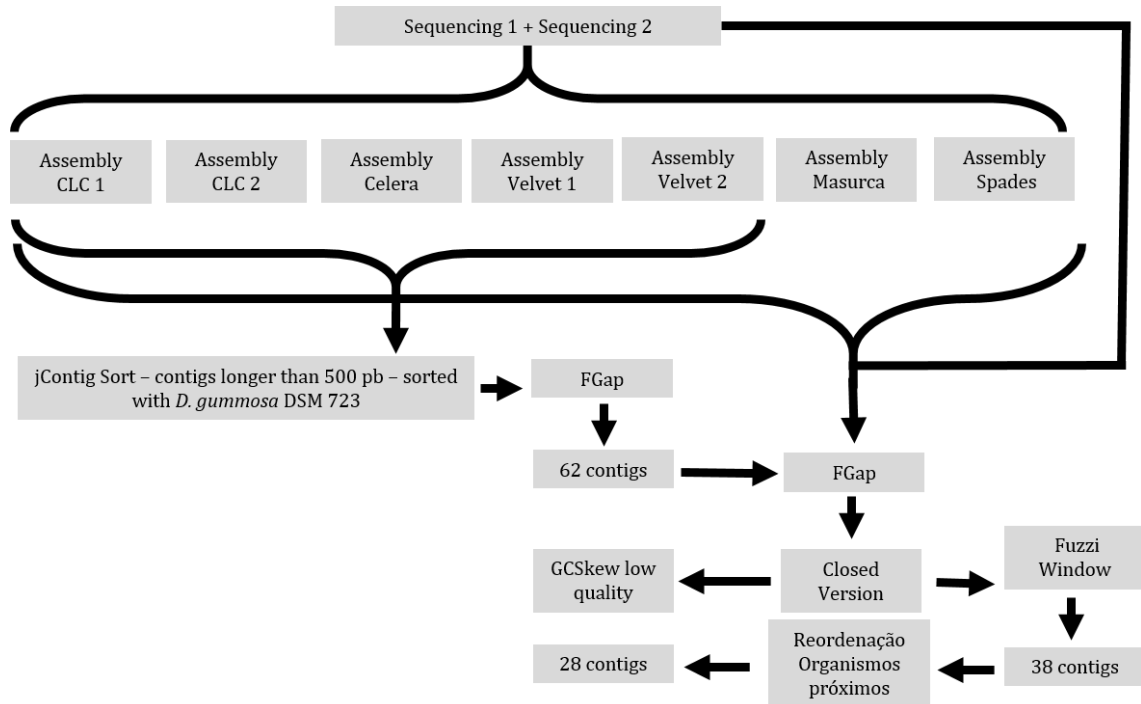 Sequencing 1 + Sequencing 2
Assembly
CLC 1
Assembly
CLC 2
Assembly
Celera
Assembly
Velvet 1
Assembly
Velvet 2
Assembly
Masurca
Assembly
Spades
jContig Sort – contigs longer than 500 pb – sorted
with D. gummosa DSM 723
FGap
62 contigs
FGap
GCSkew low
quality
Closed
Version
Fuzzi
Window
28 contigs
Reordenação
Organismos
próximos
38 contigs